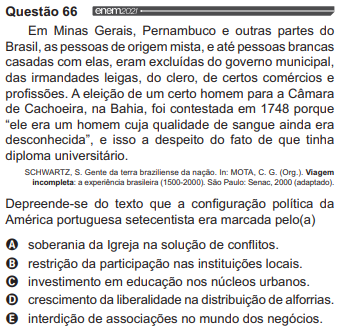 Questão 66 enem2021
Em Minas Gerais, Pernambuco e outras partes do
Brasil, as pessoas de origem mista, e até pessoas brancas
casadas com elas, eram excluídas do governo municipal,
das irmandades leigas, do clero, de certos comércios e
profissões. A eleição de um certo homem para a Câmara
de Cachoeira, na Bahia, foi contestada em 1748 porque
“ele era um homem cuja qualidade de sangue ainda era
desconhecida”, e isso a despeito do fato de que tinha
diploma universitário.
SCHWARTZ, S. Gente da terra braziliense da nação. In: MOTA, C. G. (Org.). Viagem
incompleta: a experiência brasileira (1500-2000). São Paulo: Senac, 2000 (adaptado).
Depreende-se do texto que a configuração política da
América portuguesa setecentista era marcada pelo(a)
A soberania da Igreja na solução de conflitos.
B restrição da participação nas instituições locais.
C investimento em educação nos núcleos urbanos.
D crescimento da liberalidade na distribuição de alforrias.
E interdição de associações no mundo dos negócios.